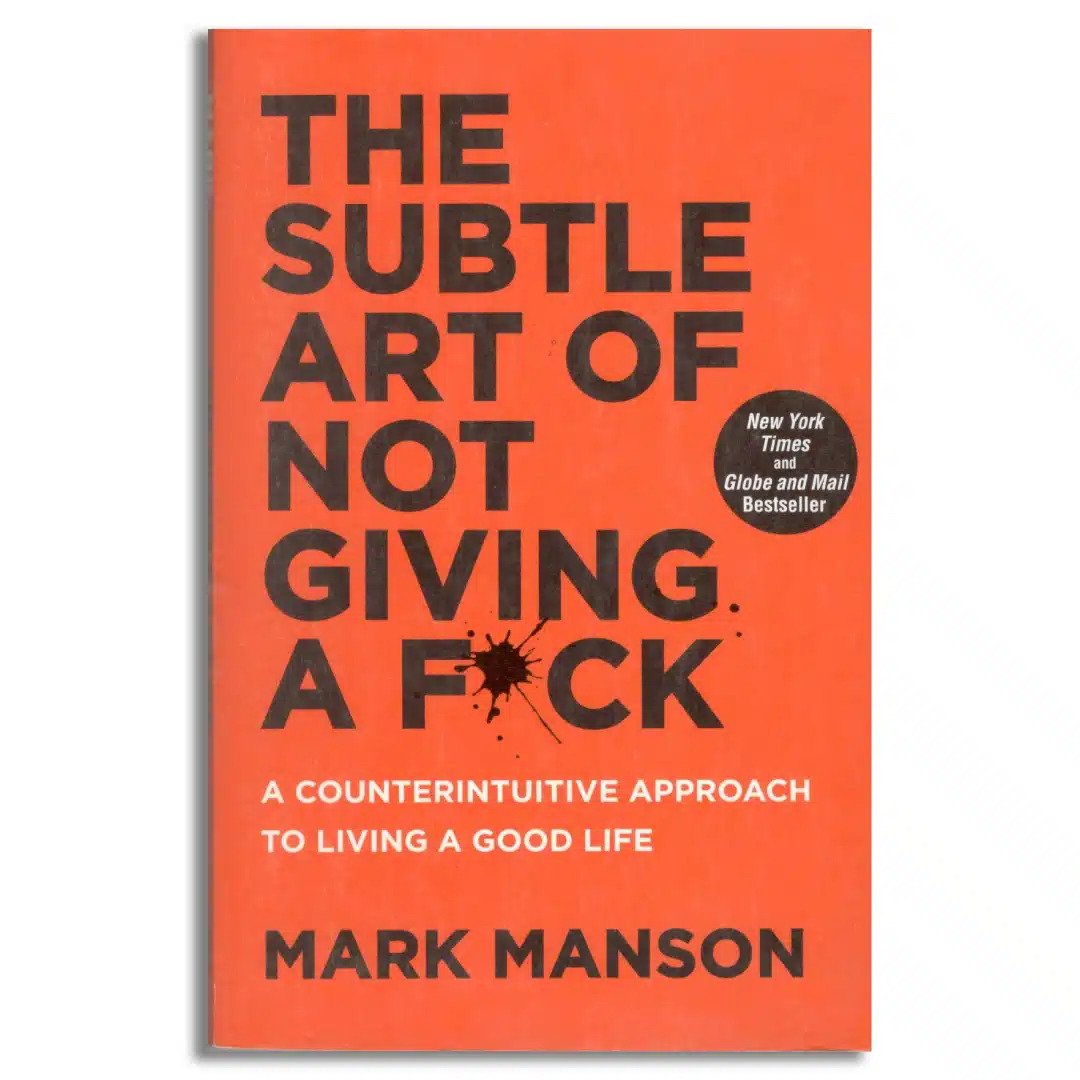 THE
SUBTLE
ART OF
NOT
GIVING
A F*CK
New York
Times
and
Globe and Mail
Bestseller
A COUNTERINTUITIVE APPROACH
TO LIVING A GOOD LIFE
MARK MANSON